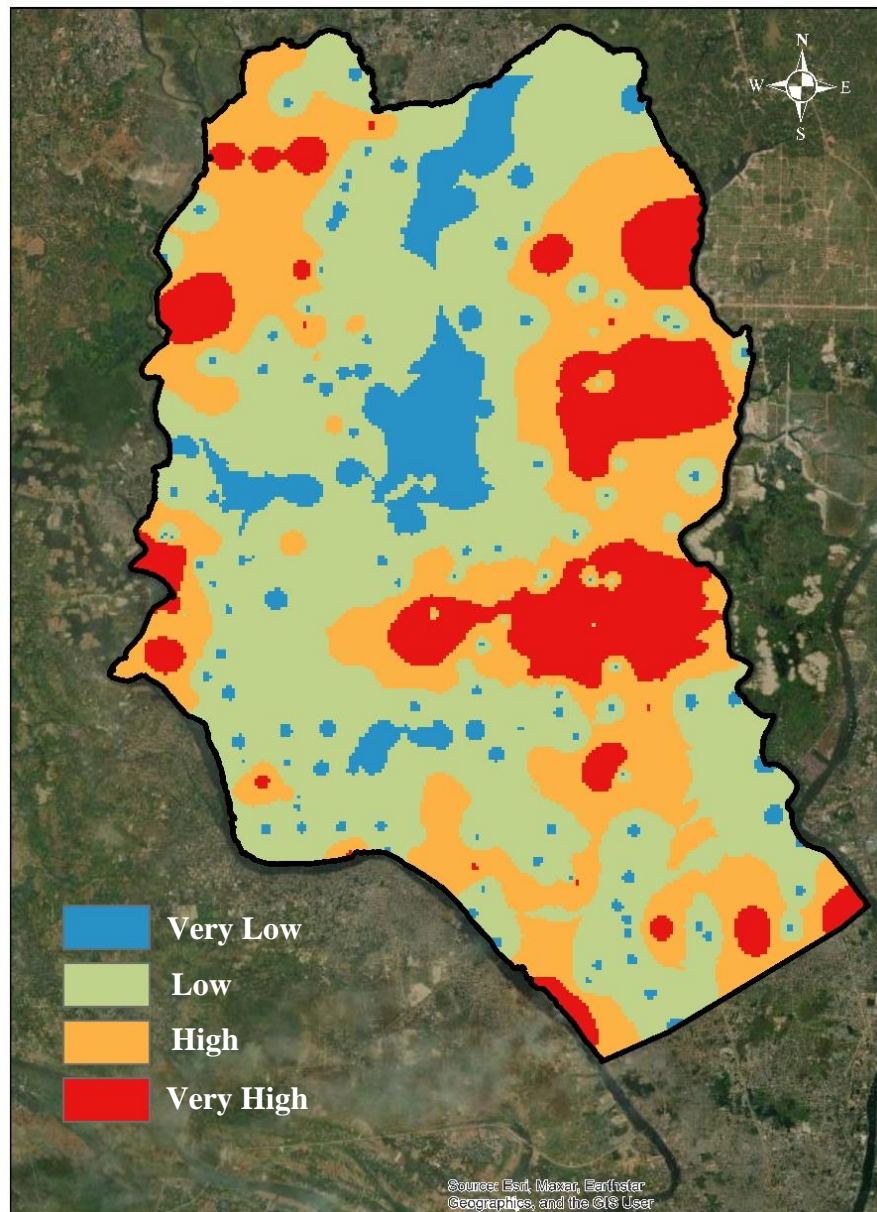 N
W E
S
Very Low
Low
High
Very High
Source: Esri, Maxar, Earthstar
Geographics, and the GIS User